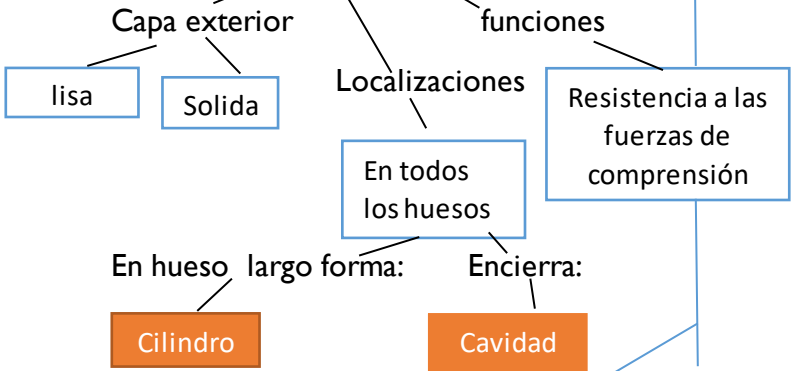 Capa exterior
funciones
lisa
Solida
Localizaciones
Resistencia a las
fuerzas de
comprensión
En todos
los huesos
En hueso largo forma:
Encierra:
Cilindro
Cavidad